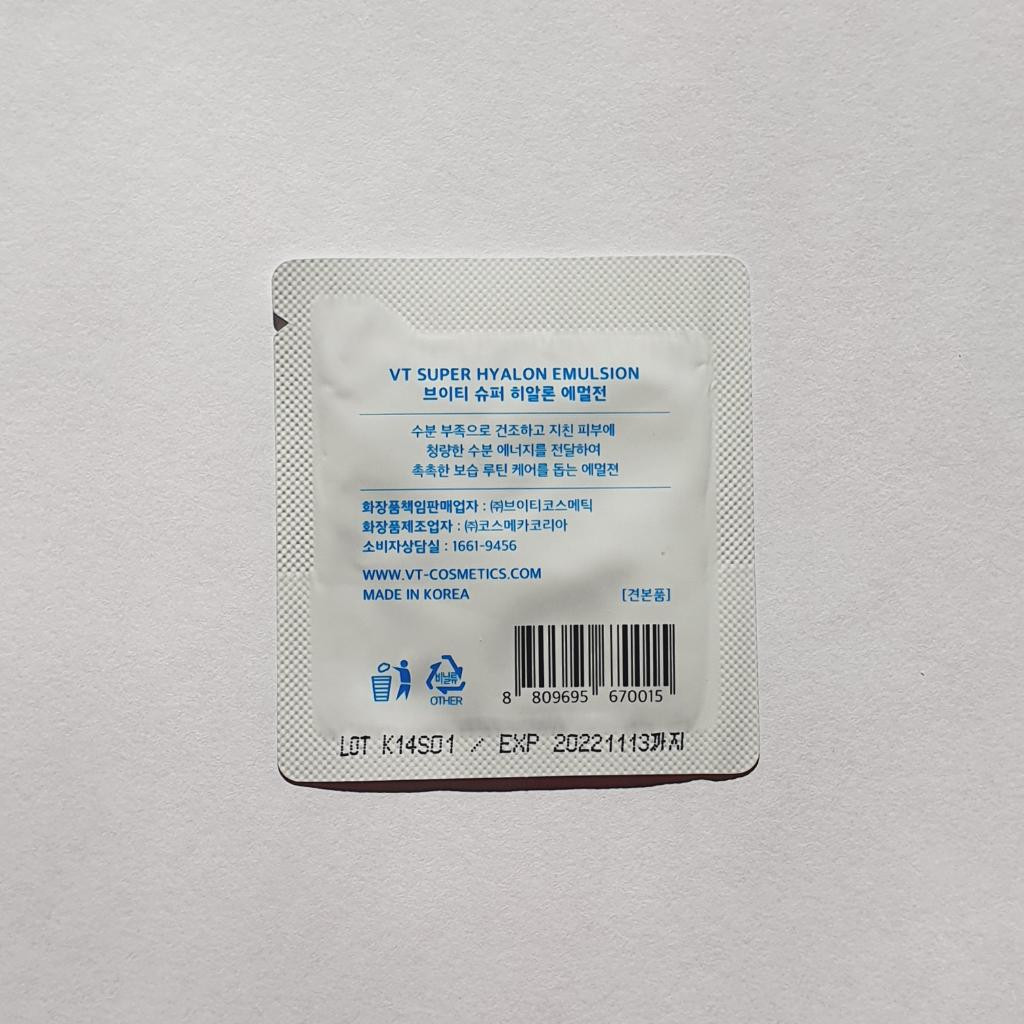 VT SUPER HYALON EMULSION
브이티 슈퍼 히알론 에멀젼
수분 부족으로 건조하고 지친 피부에
청량한 수분 에너지를 전달하여
촉촉한 보습 루틴 케어를 돕는 에멀젼
화장품책임판매업자 : ㈜브이티코스메틱
화장품제조업자 : ㈜코스메카코리아
소비자상담실 : 1661-9456
WWW.VT-COSMETICS.COM
MADE IN KOREA [견본품]
비닐류
OTHER
8 809695 670015
LOT K14S01 / EXP 20221113까지